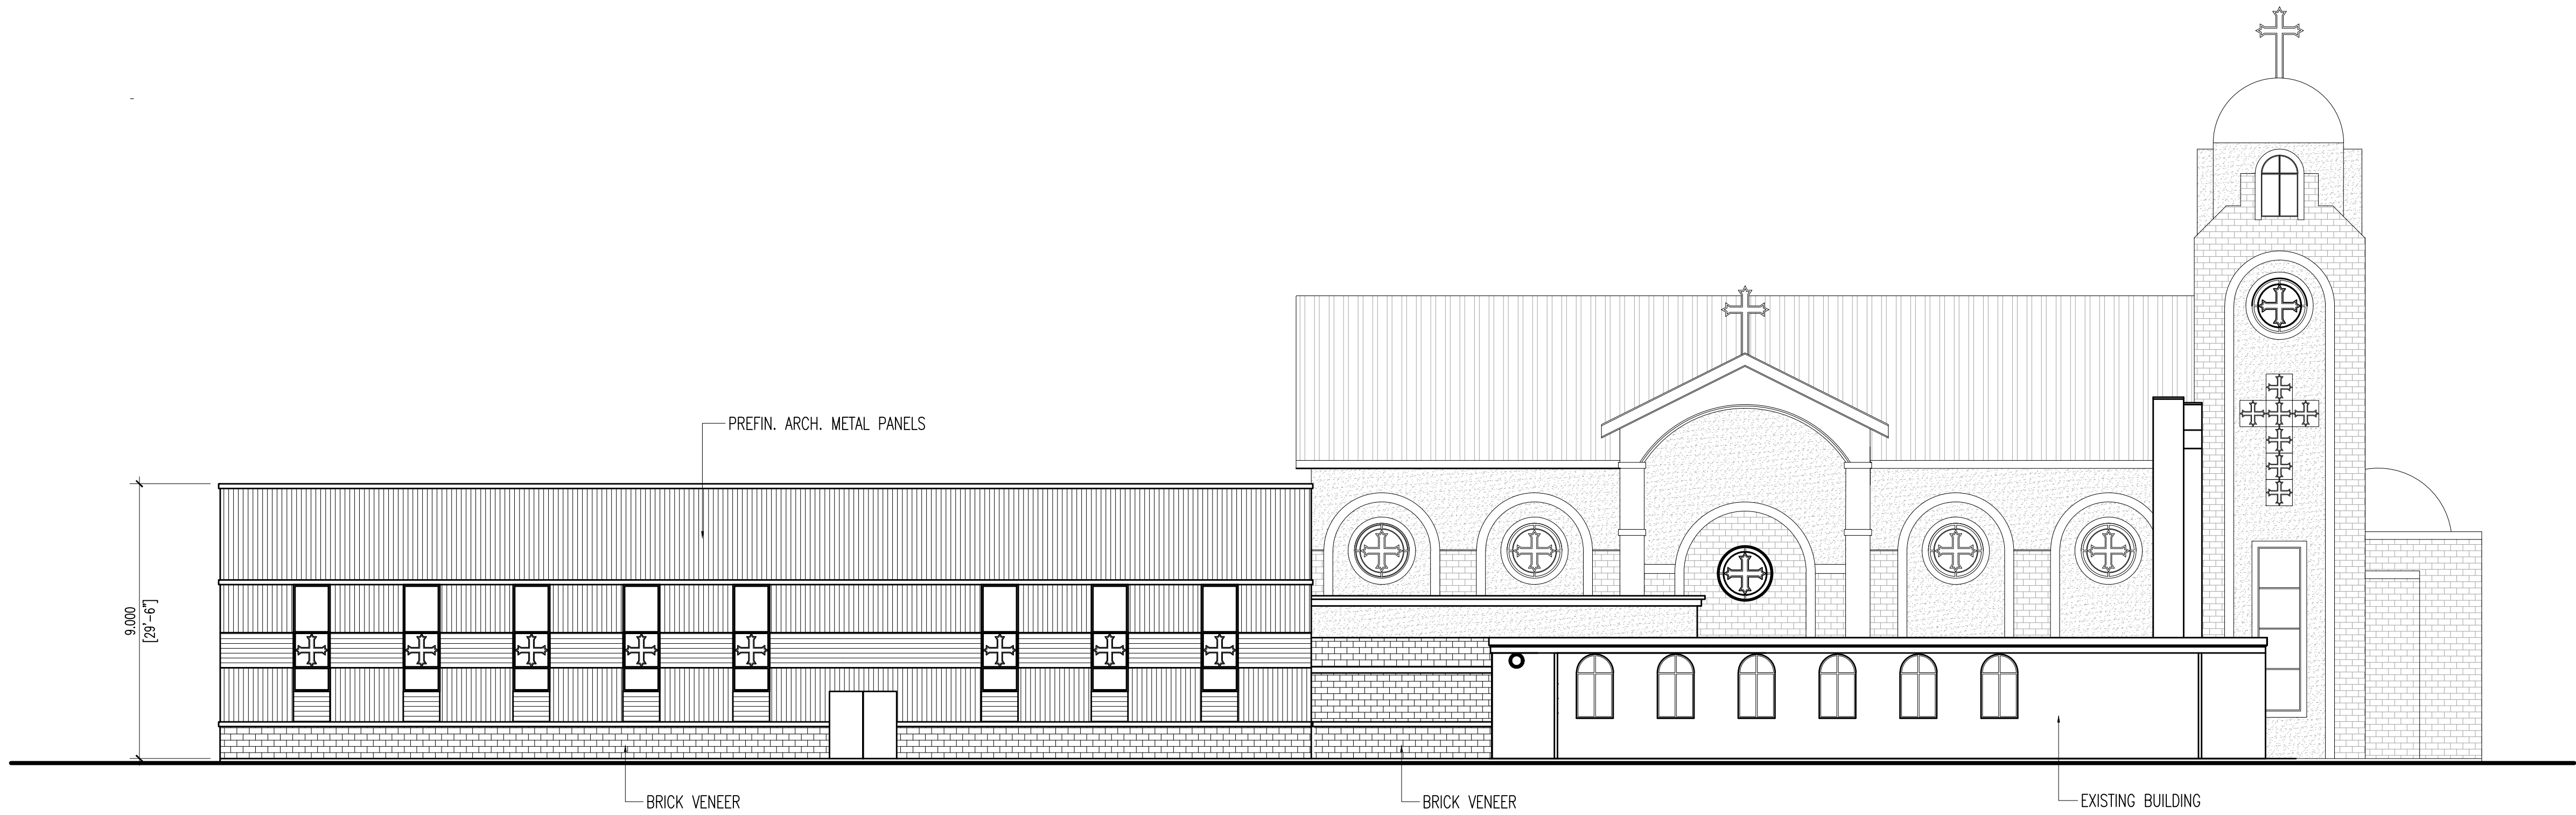 PREFIN. ARCH. METAL PANELS
9.000
[29'-6"]
BRICK VENEER
BRICK VENEER
EXISTING BUILDING